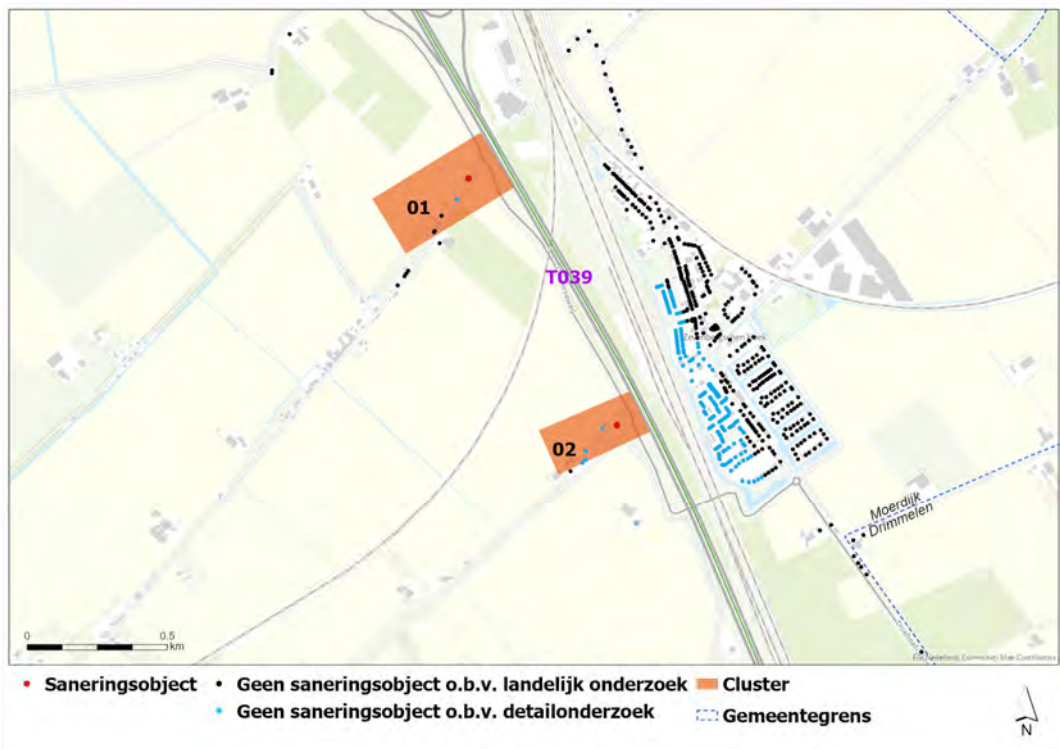 01
T039
02
Moerdijk
Drimmelen
0 0.5
km
Saneringsobject
Geen saneringsobject o.b.v. landelijk onderzoek
Cluster
Geen saneringsobject o.b.v. detailonderzoek
Gemeentegrens
N